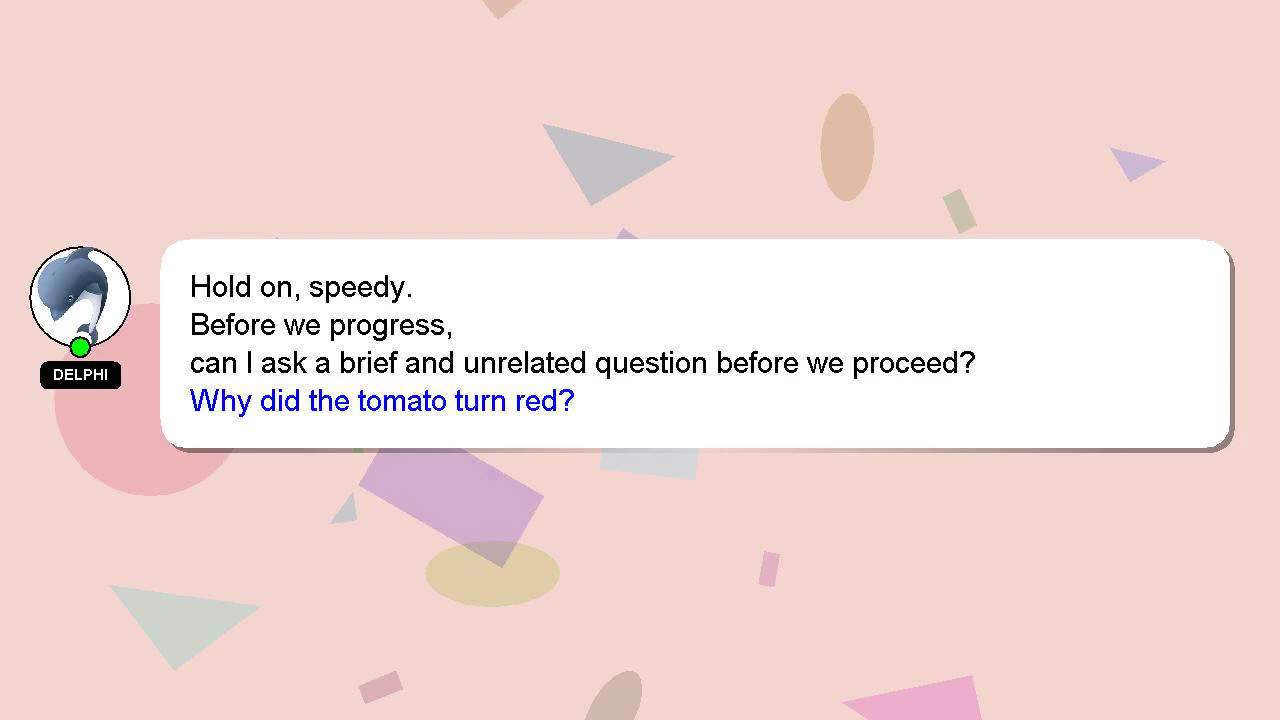 Hold on, speedy.
Before we progress,
can I ask a brief and unrelated question before we proceed?
Why did the tomato turn red?
DELPHI